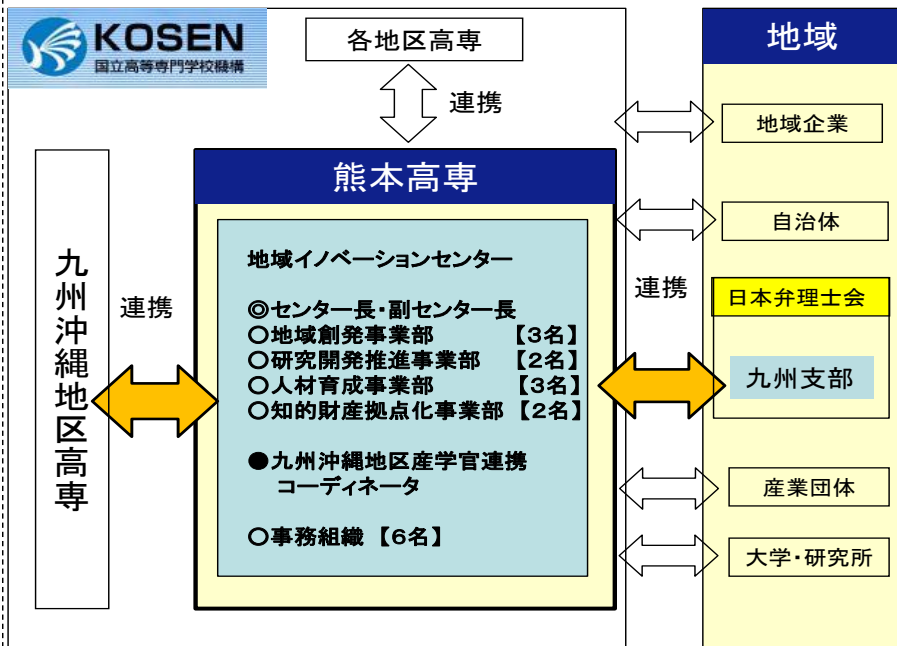 KOSEN
国立高等専門学校機構
各地区高専
連携
地域
地域企業
自治体
連携
日本弁理士会
九州支部
産業団体
大学・研究所
九州沖縄地区高専
連携
熊本高専
地域イノベーションセンター
◎センター長・副センター長
○地域創発事業部 【3名】
○研究開発推進事業部 【2名】
○人材育成事業部 【3名】
○知的財産拠点化事業部 【2名】
●九州沖縄地区産学官連携
コーディネータ
○事務組織 【6名】